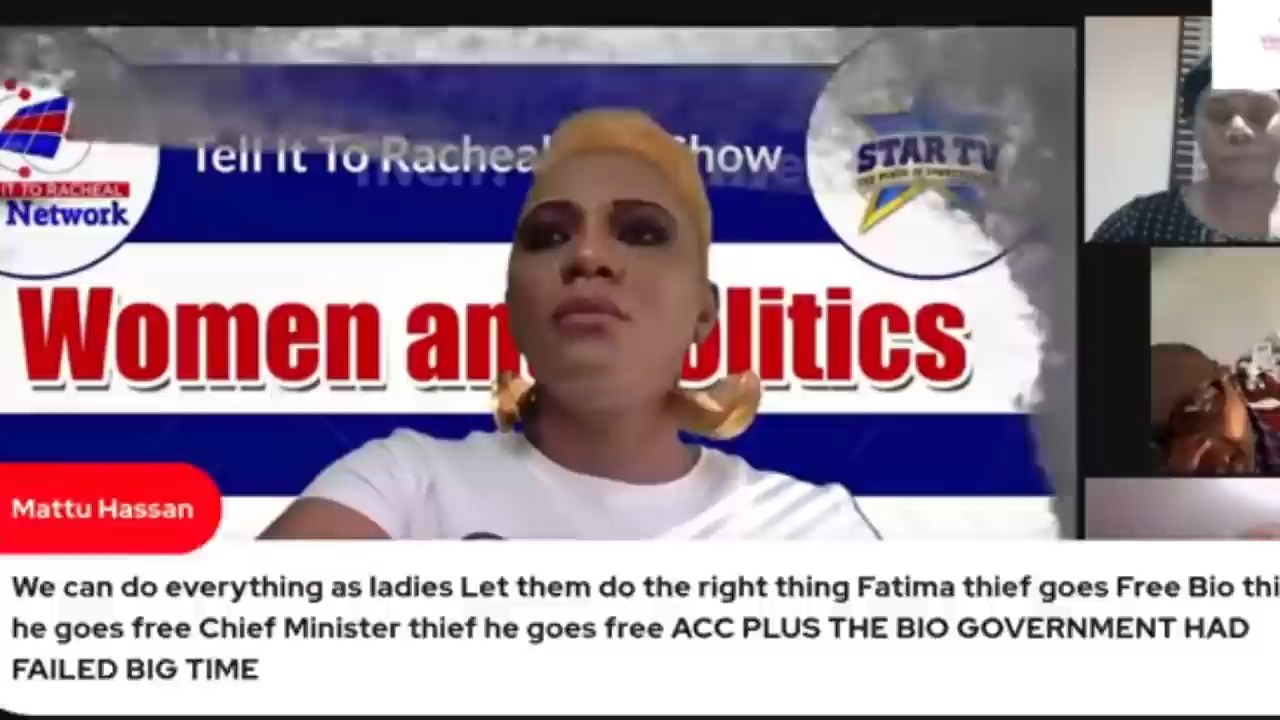 Tell It To Racheal
how
IT TO RACHEAL
Network
STAR TV
Women an
olitics
Mattu Hassan
We can do everything as ladies Let them do the right thing Fatima thief goes Free Bio thi
he goes free Chief Minister thief he goes free ACC PLUS THE BIO GOVERNMENT HAD
FAILED BIG TIME